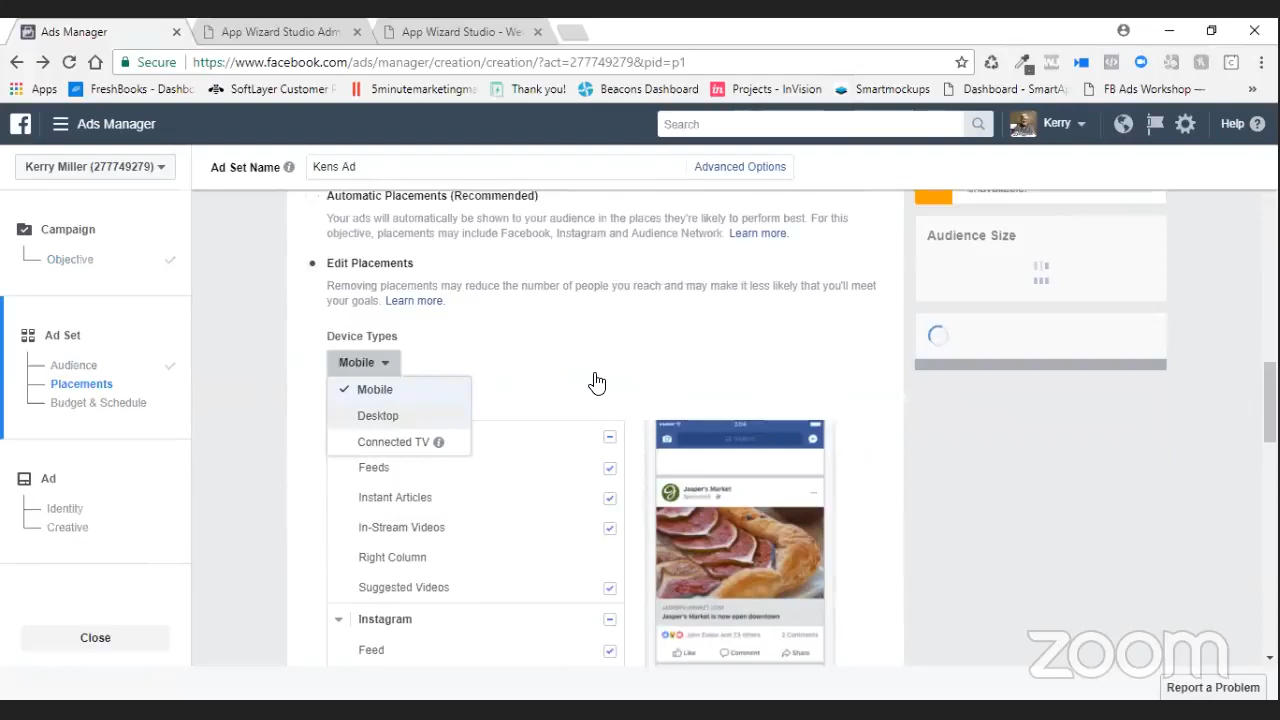 Ads Manager
App Wizard Studio Adm
App Wizard Studio - We
Secure
https://www.facebook.com/ads/manager/creation/creation/?act=277749279&pid=p1
Apps
FreshBooks - Dashbo
SoftLayer Customer
5minutemarketingma
Thank you!
Beacons Dashboard
Projects - InVision
Smartmockups
Dashboard - SmartA
FB Ads Workshop —
»
Ads Manager
Search
Kerry
Help
Kerry Miller (277749279)
Ad Set Name
Kens Ad
Advanced Options
Campaign
Objective
Ad Set
Audience
Placements
Budget & Schedule
Ad
Identity
Creative
Close
Automatic Placements (Recommended)
Your ads will automatically be shown to your audience in the places they're likely to perform best. For this
objective, placements may include Facebook, Instagram and Audience Network. Learn more.
Edit Placements
Removing placements may reduce the number of people you reach and may make it less likely that you'll meet
your goals. Learn more.
Device Types
Mobile
Mobile
Desktop
Connected TV
Feeds
Instant Articles
In-Stream Videos
Right Column
Suggested Videos
Instagram
Feed
Jasper's Market
Sponsored
Jasper's Market is now open downtown
2 Comments
Like
Comment
Share
Audience Size
zoom
Report a Problem